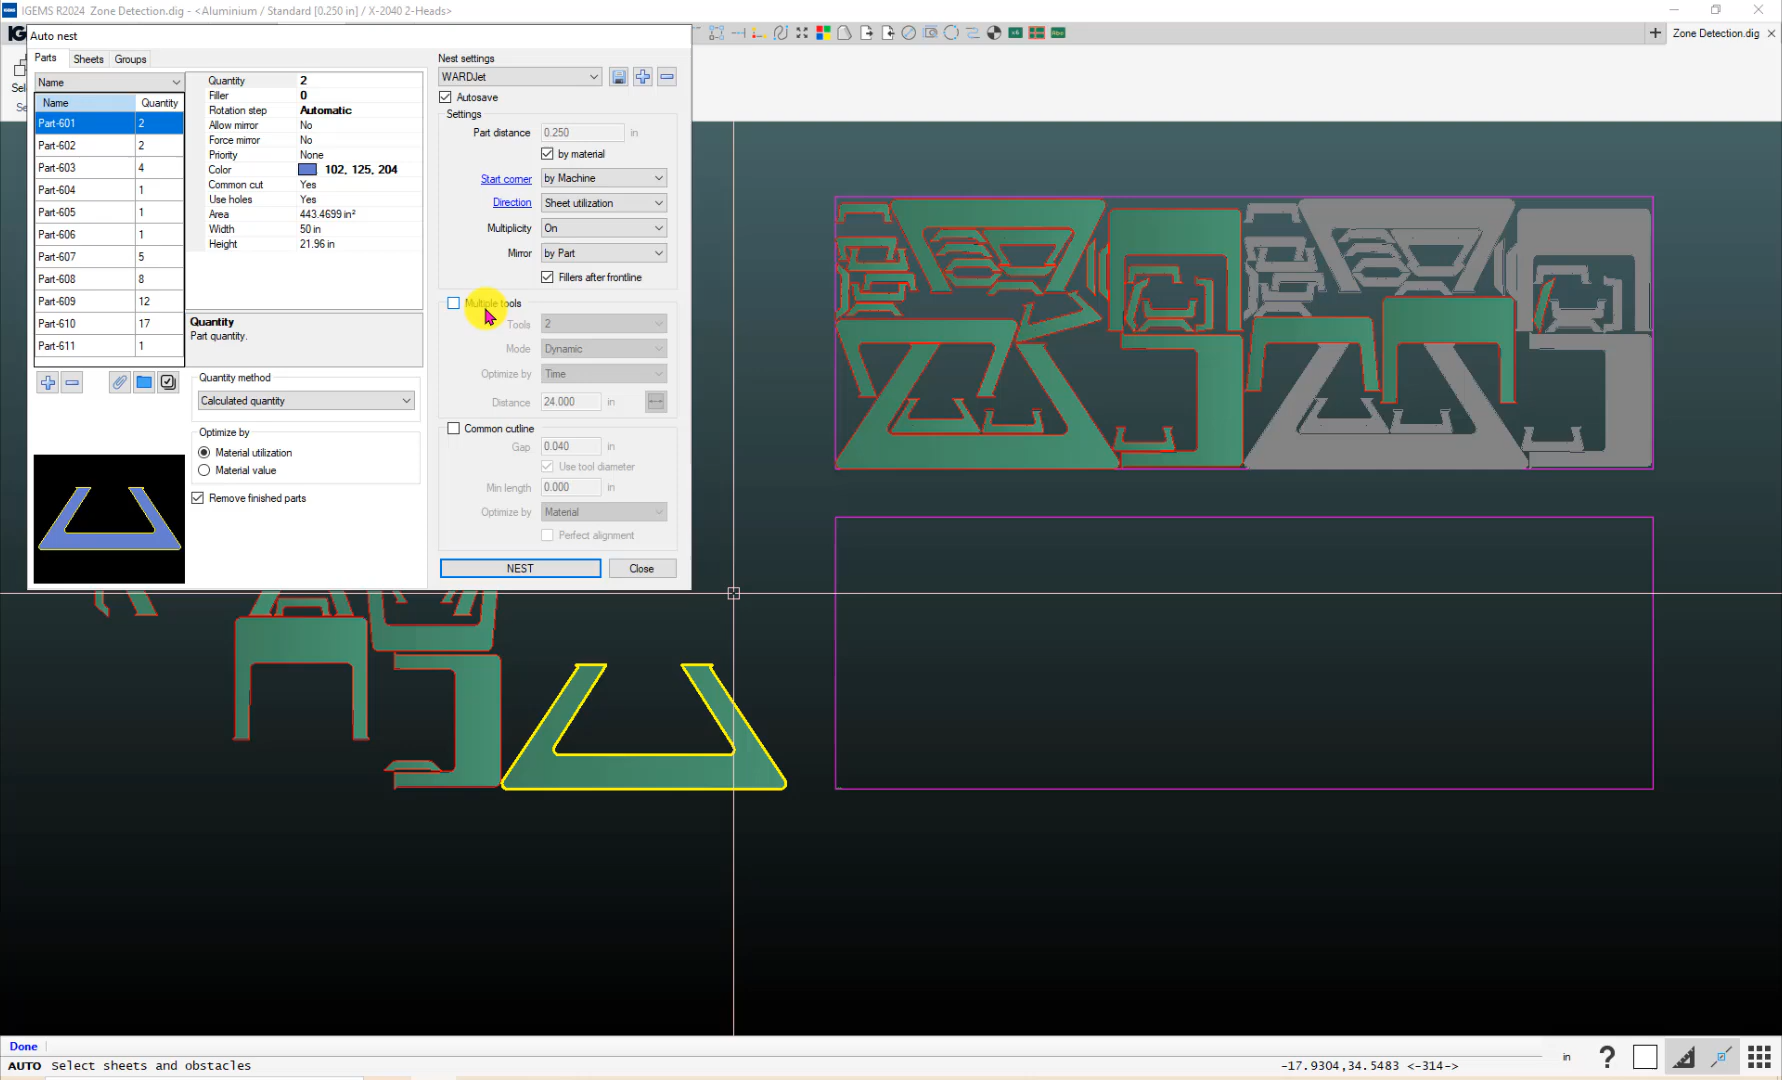 IGEMS R2024 Zone Detection.dig - <Aluminium / Standard [0.250 in] / X-2040 2-Heads>
IG
Zone Detection.dig
Auto nest
Parts Sheets Groups
Name
Name Quantity
Part-601 2
Part-602 2
Part-603 4
Part-604 1
Part-605 1
Part-606 1
Part-607 5
Part-608 8
Part-609 12
Part-610 17
Part-611 1
Quantity 2
Filler 0
Rotation step Automatic
Allow mirror No
Force mirror No
Priority None
Color 102, 125, 204
Common cut Yes
Use holes Yes
Area 443.4699 in²
Width 50 in
Height 21.96 in
Quantity
Part quantity.
Quantity method
Calculated quantity
Optimize by
Material utilization
Material value
Remove finished parts
Nest settings
WARDJet
Autosave
Settings
Part distance 0.250 in
by material
Start corner by Machine
Direction Sheet utilization
Multiplicity On
Mirror by Part
Fillers after frontline
Multiple tools
Tools 2
Mode Dynamic
Optimize by Time
Distance 24.000 in
Common cutline
Gap 0.040 in
Use tool diameter
Min length 0.000 in
Optimize by Material
Perfect alignment
NEST Close
Done
AUTO Select sheets and obstacles
-17.9304,34.5483 <-314->
in
?